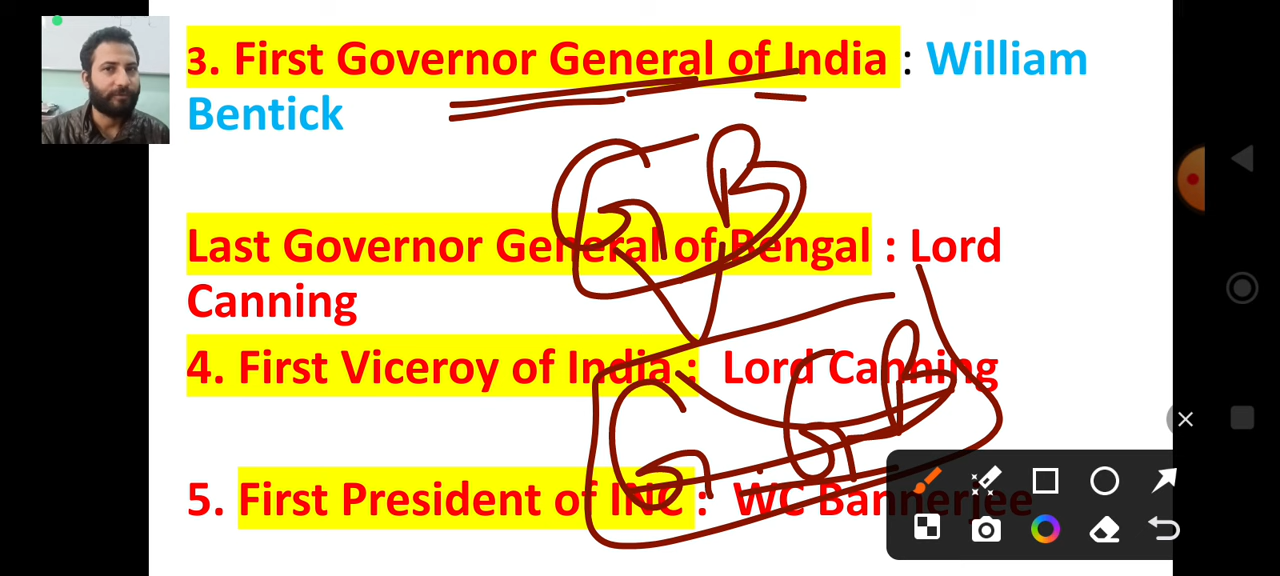 3. First Governor General of India : William
Bentick
G B
Last Governor General of Bengal : Lord
Canning
4. First Viceroy of India : Lord Canning
G G B
5. First President of INC : WC Bannerjee